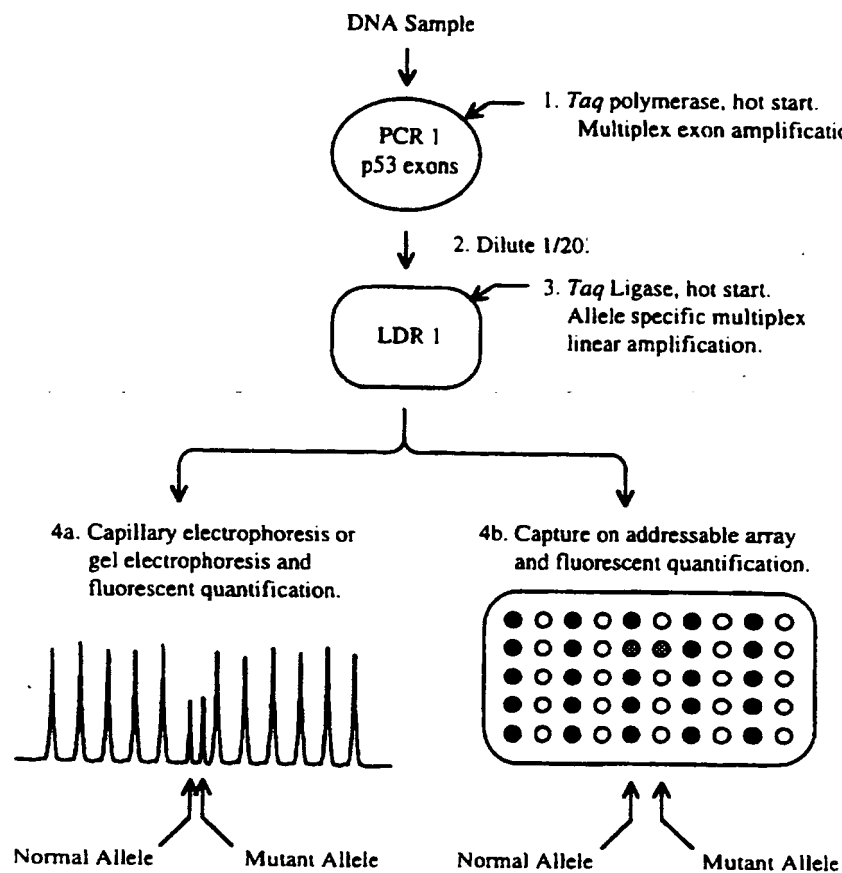 DNA Sample
1. Taq polymerase, hot start.
Multiplex exon amplificatio
PCR 1
p53 exons
2. Dilute 1/20.
3. Taq Ligase, hot start.
Allele specific multiplex
linear amplification.
LDR 1
4a. Capillary electrophoresis or
gel electrophoresis and
fluorescent quantification.
4b. Capture on addressable array
and fluorescent quantification.
Normal Allele
Mutant Allele
Normal Allele
Mutant Allele